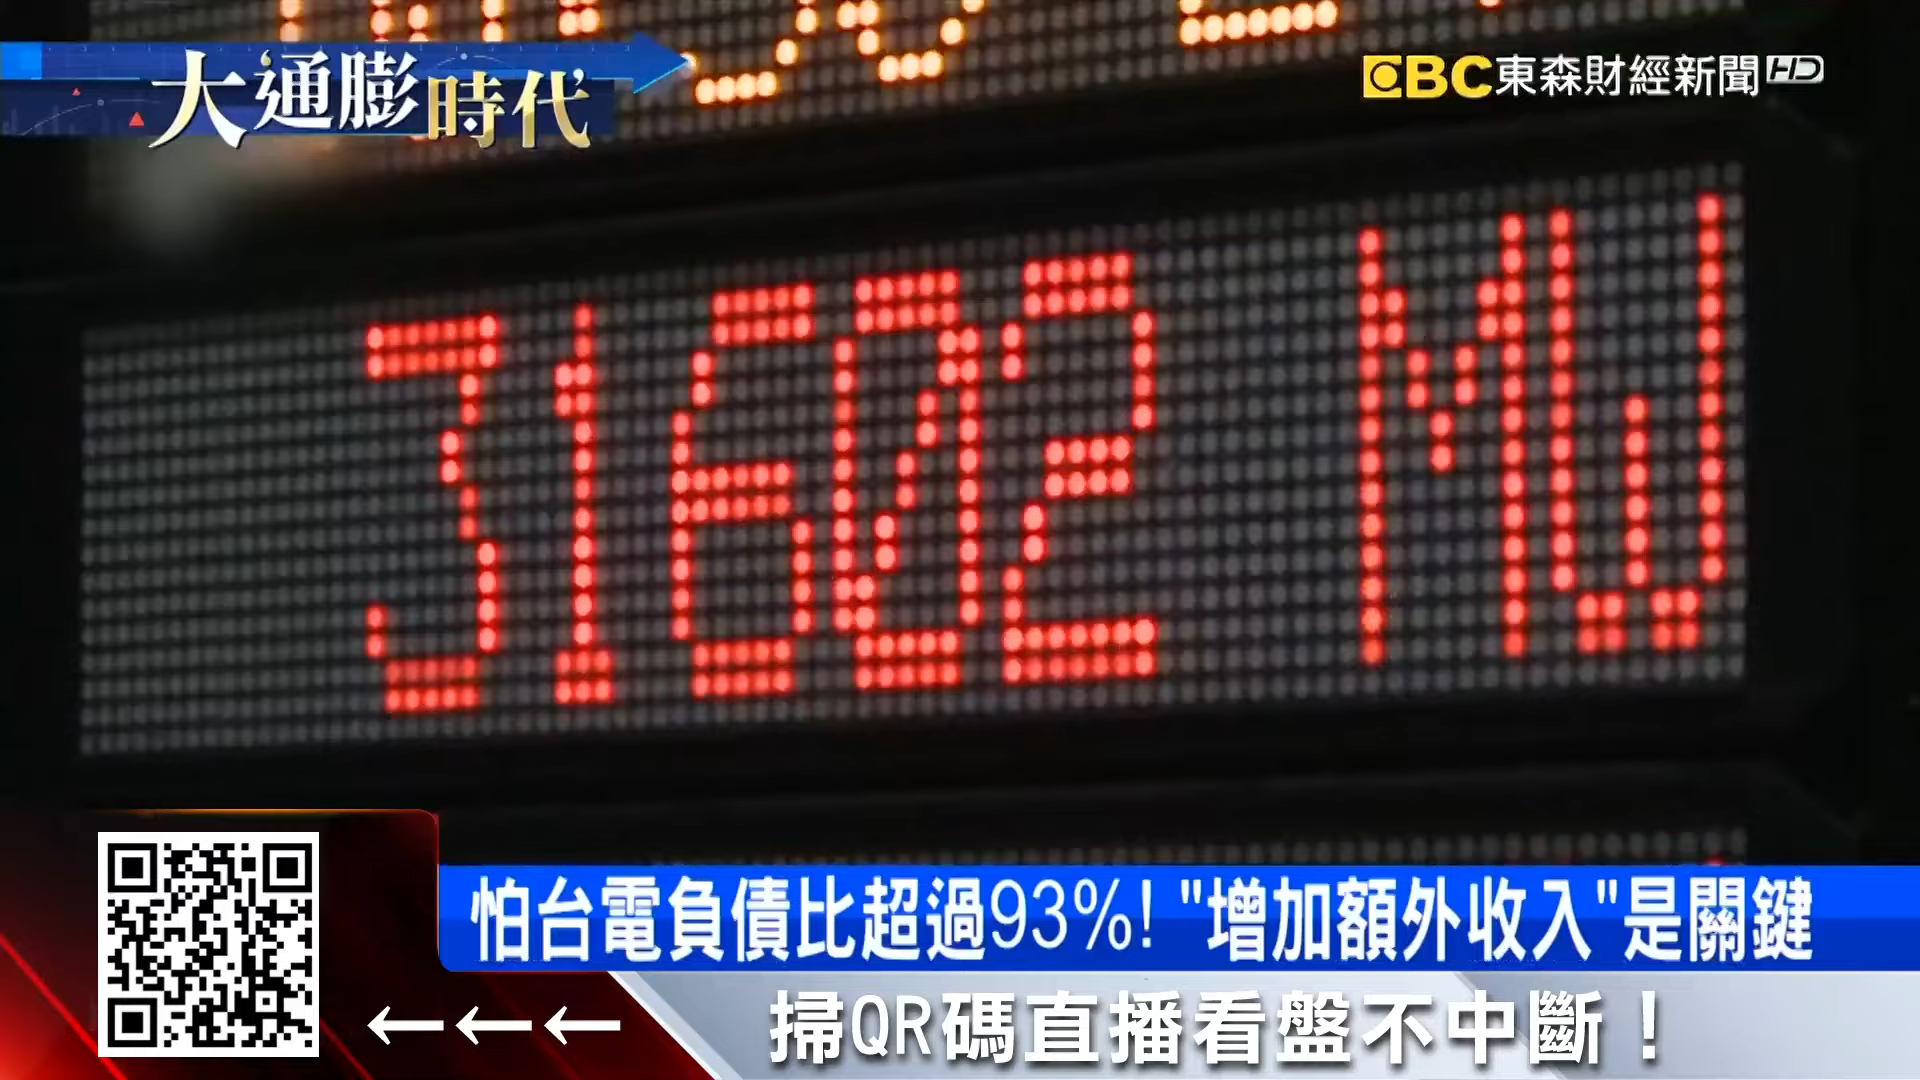 大通膨時代
EBC東森財經新聞HD
31602 MW
怕台電負債比超過93%！"增加額外收入"是關鍵
←←← 掃QR碼直播看盤不中斷！